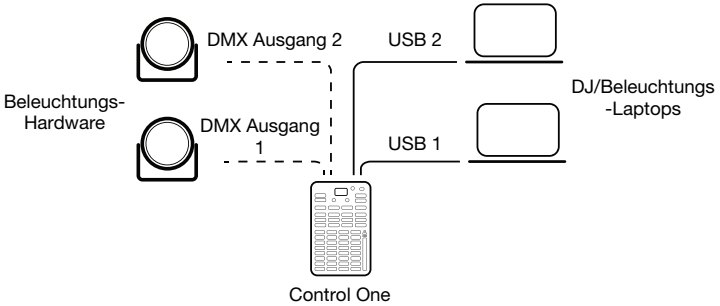 DMX Ausgang 2
USB 2
Beleuchtungs-
Hardware
DJ/Beleuchtungs
-Laptops
DMX Ausgang
1
USB 1
Control One